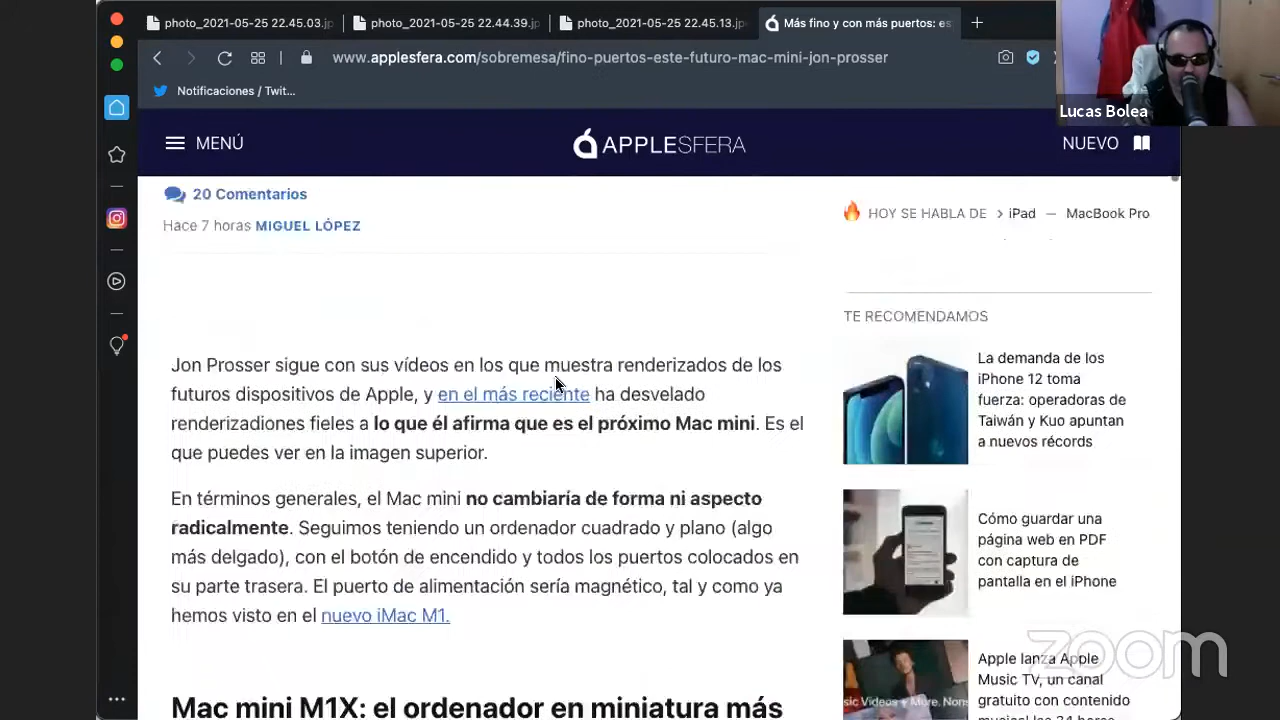 photo_2021-05-25 22.45.03.jp
photo_2021-05-25 22.44.39.jp
photo_2021-05-25 22.45.13.jp
Más fino y con más puertos: es
www.applesfera.com/sobremesa/fino-puertos-este-futuro-mac-mini-jon-prosser
Notificaciones / Twit...
Lucas Bolea
MENÚ
APPLESFERA
NUEVO
20 Comentarios
Hace 7 horas MIGUEL LÓPEZ
HOY SE HABLA DE > iPad — MacBook Pro
Jon Prosser sigue con sus vídeos en los que muestra renderizados de los
futuros dispositivos de Apple, y en el más reciente ha desvelado
renderizadiones fieles a lo que él afirma que es el próximo Mac mini. Es el
que puedes ver en la imagen superior.
En términos generales, el Mac mini no cambiaría de forma ni aspecto
radicalmente. Seguimos teniendo un ordenador cuadrado y plano (algo
más delgado), con el botón de encendido y todos los puertos colocados en
su parte trasera. El puerto de alimentación sería magnético, tal y como ya
hemos visto en el nuevo iMac M1.
Mac mini M1X: el ordenador en miniatura más
TE RECOMENDAMOS
La demanda de los
iPhone 12 toma
fuerza: operadoras de
Taiwán y Kuo apuntan
a nuevos récords
Cómo guardar una
página web en PDF
con captura de
pantalla en el iPhone
Apple lanza Apple
Music TV, un canal
gratuito con contenido
musical las 24 horas
sic Videos & More. Nons
zoom